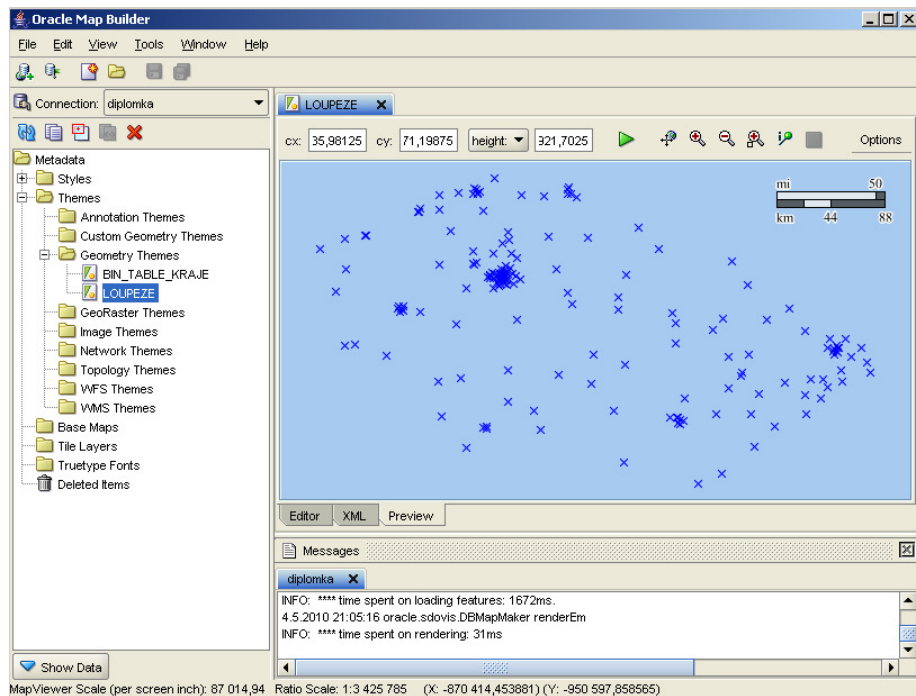 Oracle Map Builder
File Edit View Tools Window Help
Connection: diplomka
Metadata
Styles
Themes
Annotation Themes
Custom Geometry Themes
Geometry Themes
BIN_TABLE_KRAJE
LOUPEZE
GeoRaster Themes
Image Themes
Network Themes
Topology Themes
WFS Themes
WMS Themes
Base Maps
Tile Layers
Truetype Fonts
Deleted Items
Show Data
LOUPEZE
cx: 35,98125 cy: 71,19875 height: 321,7025 Options
mi 50
km 44 88
Editor XML Preview
Messages
diplomka
INFO: **** time spent on loading features: 1672ms.
4.5.2010 21:05:16 oracle.sdovis.DBMapMaker renderEm
INFO: **** time spent on rendering: 31ms
MapViewer Scale (per screen inch): 87 014,94 Ratio Scale: 1:3 425 785 (X: -870 414,453881) (Y: -950 597,858565)